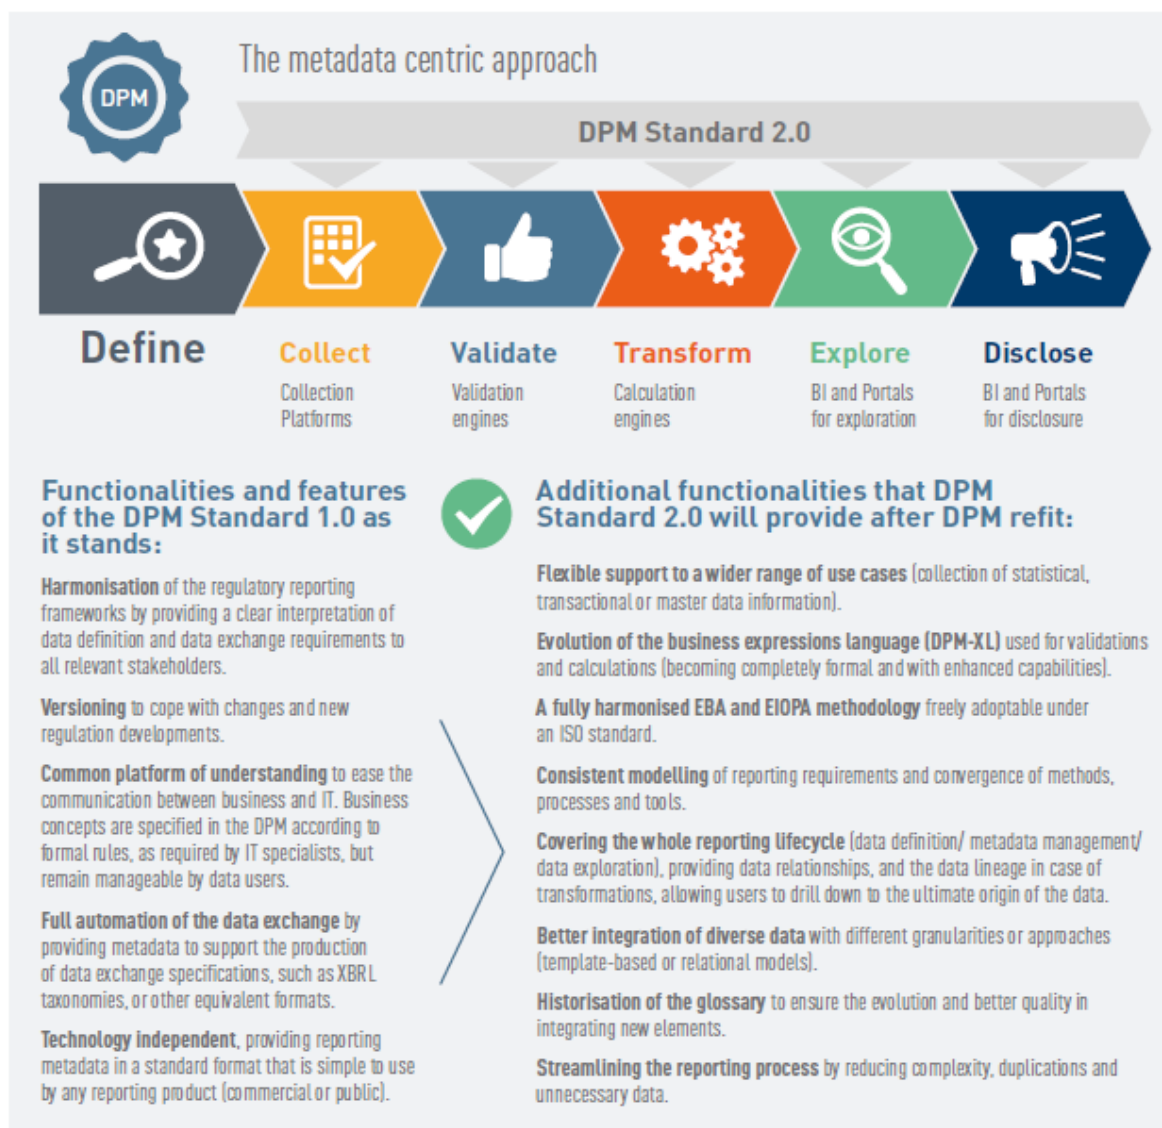 DPM
The metadata centric approach
DPM Standard 2.0
Define
Collect
Collection
Platforms
Validate
Validation
engines
Transform
Calculation
engines
Explore
BI and Portals
for exploration
Disclose
BI and Portals
for disclosure
Functionalities and features
of the DPM Standard 1.0 as
it stands:
Harmonisation of the regulatory reporting
frameworks by providing a clear interpretation of
data definition and data exchange requirements to
all relevant stakeholders.
Versioning to cope with changes and new
regulation developments.
Common platform of understanding to ease the
communication between business and IT. Business
concepts are specified in the DPM according to
formal rules, as required by IT specialists, but
remain manageable by data users.
Full automation of the data exchange by
providing metadata to support the production
of data exchange specifications, such as XBRL
taxonomies, or other equivalent formats.
Technology independent, providing reporting
metadata in a standard format that is simple to use
by any reporting product (commercial or public).
Additional functionalities that DPM
Standard 2.0 will provide after DPM refit:
Flexible support to a wider range of use cases (collection of statistical,
transactional or master data information).
Evolution of the business expressions language (DPM-XL) used for validations
and calculations (becoming completely formal and with enhanced capabilities).
A fully harmonised EBA and EIOPA methodology freely adoptable under
an ISO standard.
Consistent modelling of reporting requirements and convergence of methods,
processes and tools.
Covering the whole reporting lifecycle (data definition/ metadata management/
data exploration), providing data relationships, and the data lineage in case of
transformations, allowing users to drill down to the ultimate origin of the data.
Better integration of diverse data with different granularities or approaches
(template-based or relational models).
Historisation of the glossary to ensure the evolution and better quality in
integrating new elements.
Streamlining the reporting process by reducing complexity, duplications and
unnecessary data.